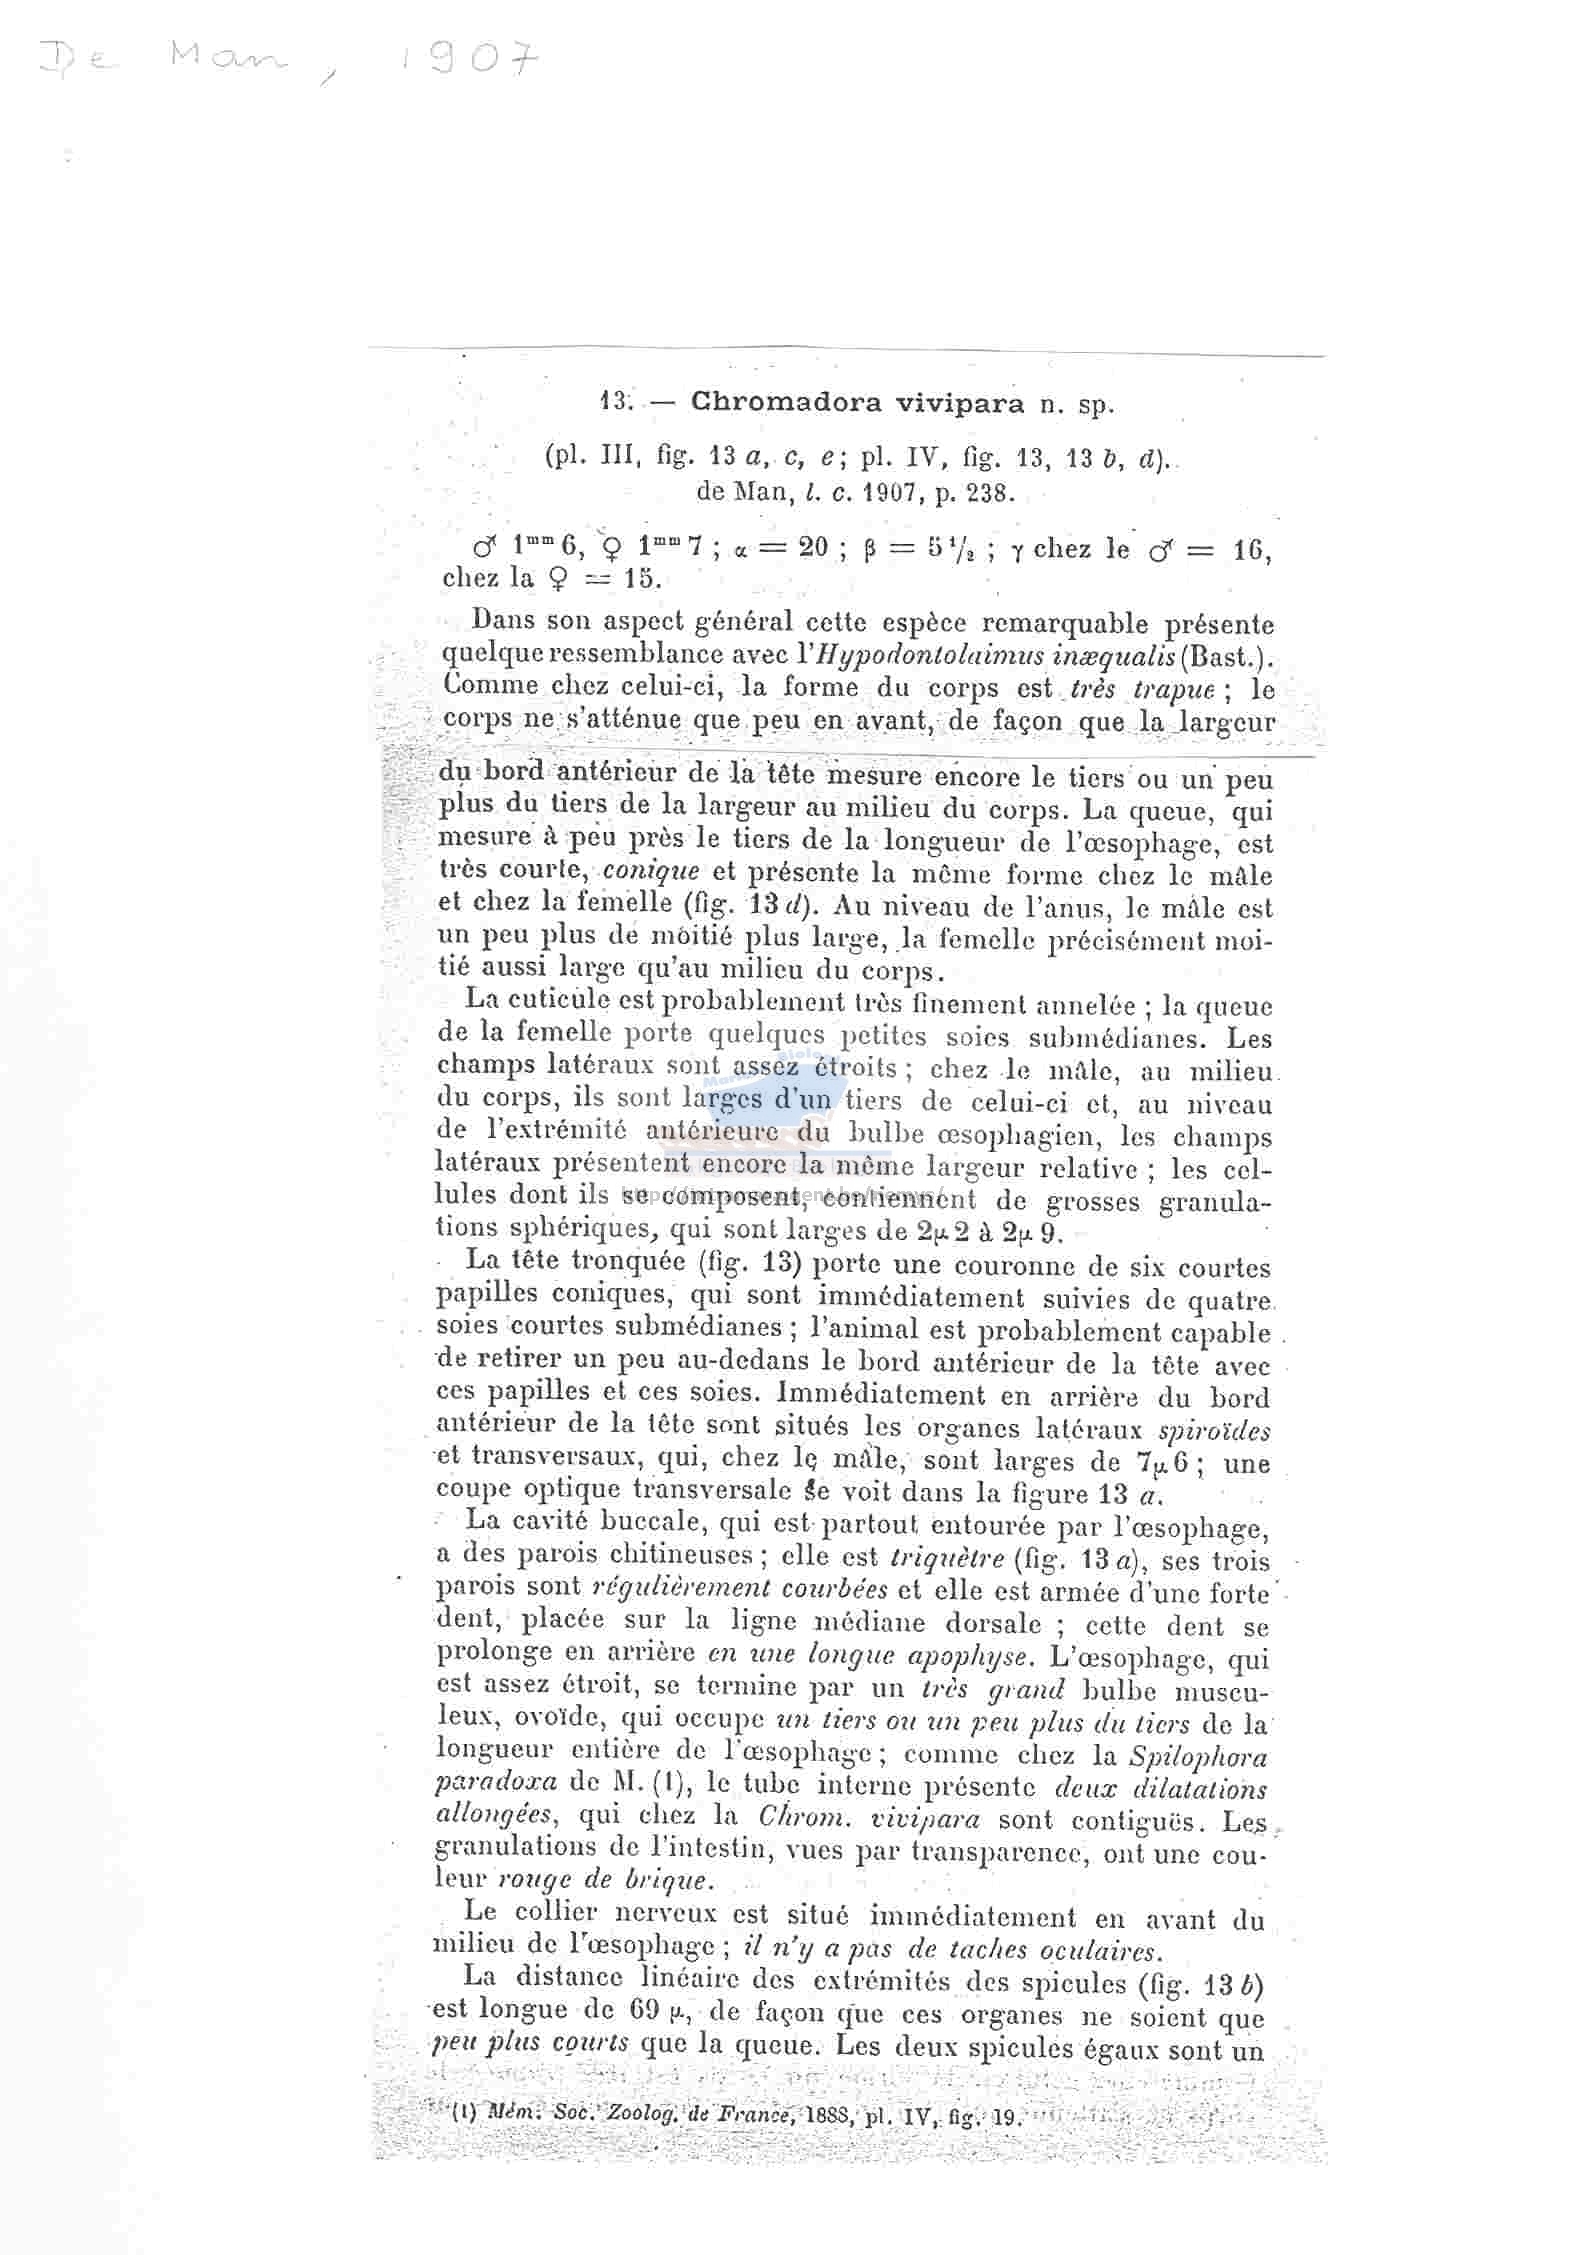 De Man, 1907
13. — Chromadora vivipara n. sp.
(pl. III, fig. 13 a, c, e; pl. IV, fig. 13, 13 b, d).
de Man, l. c. 1907, p. 238.
♂ 1mm 6, ♀ 1mm 7 ; α = 20 ; β = 5 1/2 ; γ chez le ♂ = 16,
chez la ♀ = 15.
Dans son aspect général cette espèce remarquable présente
quelque ressemblance avec l'Hypodontolaimus inæqualis (Bast.).
Comme chez celui-ci, la forme du corps est très trapue ; le
corps ne s'atténue que peu en avant, de façon que la largeur
du bord antérieur de la tête mesure encore le tiers ou un peu
plus du tiers de la largeur au milieu du corps. La queue, qui
mesure à peu près le tiers de la longueur de l'œsophage, est
très courte, conique et présente la même forme chez le mâle
et chez la femelle (fig. 13 d). Au niveau de l'anus, le mâle est
un peu plus de moitié plus large, la femelle précisément moi-
tié aussi large qu'au milieu du corps.
La cuticule est probablement très finement annelée ; la queue
de la femelle porte quelques petites soies submédianes. Les
champs latéraux sont assez étroits ; chez le mâle, au milieu
du corps, ils sont larges d'un tiers de celui-ci et, au niveau
de l'extrémité antérieure du bulbe œsophagien, les champs
latéraux présentent encore la même largeur relative ; les cel-
lules dont ils se composent, contiennent de grosses granula-
tions sphériques, qui sont larges de 2μ 2 à 2μ 9.
La tête tronquée (fig. 13) porte une couronne de six courtes
papilles coniques, qui sont immédiatement suivies de quatre
soies courtes submédianes ; l'animal est probablement capable
de retirer un peu au-dedans le bord antérieur de la tête avec
ces papilles et ces soies. Immédiatement en arrière du bord
antérieur de la tête sont situés les organes latéraux spiroïdes
et transversaux, qui, chez le mâle, sont larges de 7μ 6 ; une
coupe optique transversale se voit dans la figure 13 a.
La cavité buccale, qui est partout entourée par l'œsophage,
a des parois chitineuses ; elle est triquètre (fig. 13 a), ses trois
parois sont régulièrement courbées et elle est armée d'une forte
dent, placée sur la ligne médiane dorsale ; cette dent se
prolonge en arrière en une longue apophyse. L'œsophage, qui
est assez étroit, se termine par un très grand bulbe muscu-
leux, ovoïde, qui occupe un tiers ou un peu plus du tiers de la
longueur entière de l'œsophage ; comme chez la Spilophora
paradoxa de M. (1), le tube interne présente deux dilatations
allongées, qui chez la Chrom. vivipara sont contiguës. Les
granulations de l'intestin, vues par transparence, ont une cou-
leur rouge de brique.
Le collier nerveux est situé immédiatement en avant du
milieu de l'œsophage ; il n'y a pas de taches oculaires.
La distance linéaire des extrémités des spicules (fig. 13 b)
est longue de 69 μ, de façon que ces organes ne soient que
peu plus courts que la queue. Les deux spicules égaux sont un
(1) Mém. Soc. Zoolog. de France, 1888, pl. IV, fig. 19.